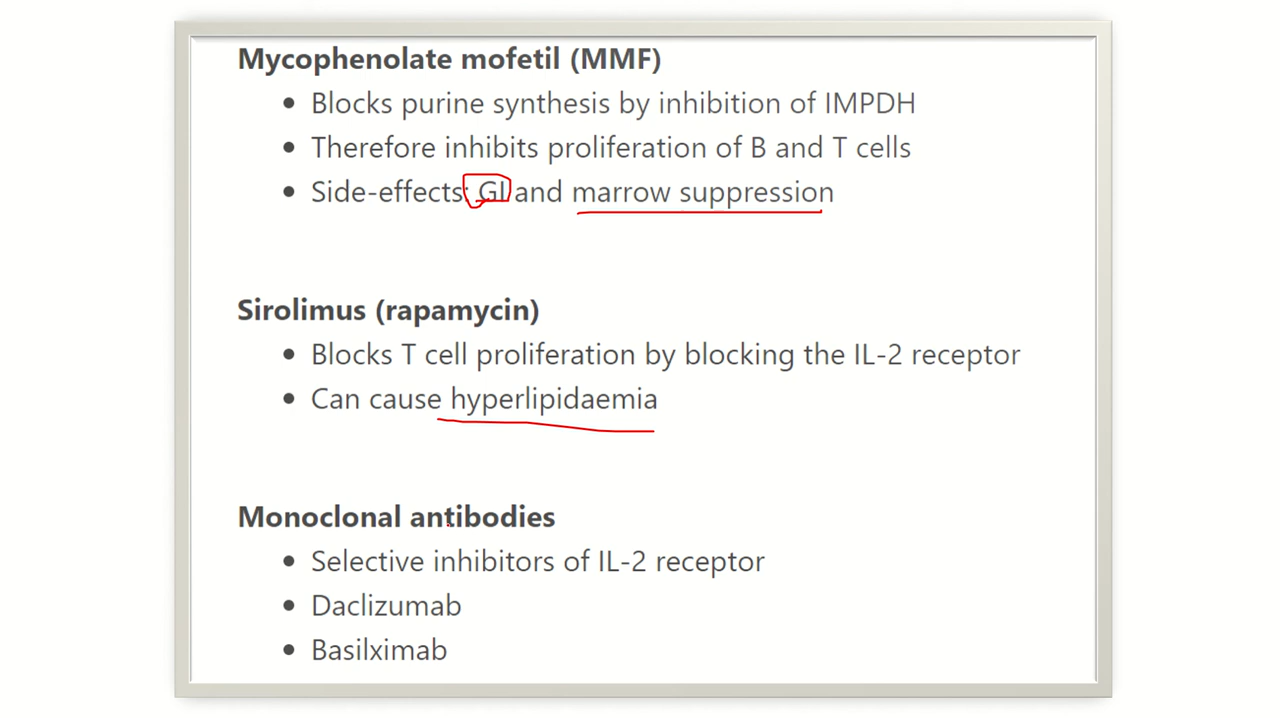 Mycophenolate mofetil (MMF)
• Blocks purine synthesis by inhibition of IMPDH
• Therefore inhibits proliferation of B and T cells
• Side-effects: GI and marrow suppression
Sirolimus (rapamycin)
• Blocks T cell proliferation by blocking the IL-2 receptor
• Can cause hyperlipidaemia
Monoclonal antibodies
• Selective inhibitors of IL-2 receptor
• Daclizumab
• Basilximab